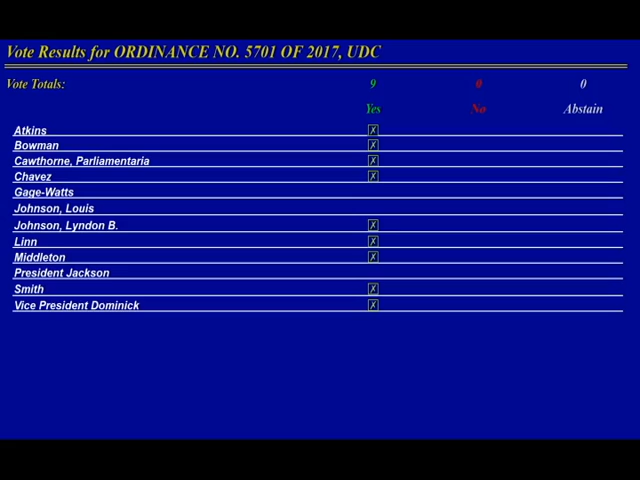 Vote Results for ORDINANCE NO. 5701 OF 2017, UDC
Vote Totals: 9 0 0
Yes No Abstain
Atkins ☒
Bowman ☒
Cawthorne, Parliamentaria ☒
Chavez ☒
Gage-Watts
Johnson, Louis
Johnson, Lyndon B. ☒
Linn ☒
Middleton ☒
President Jackson
Smith ☒
Vice President Dominick ☒